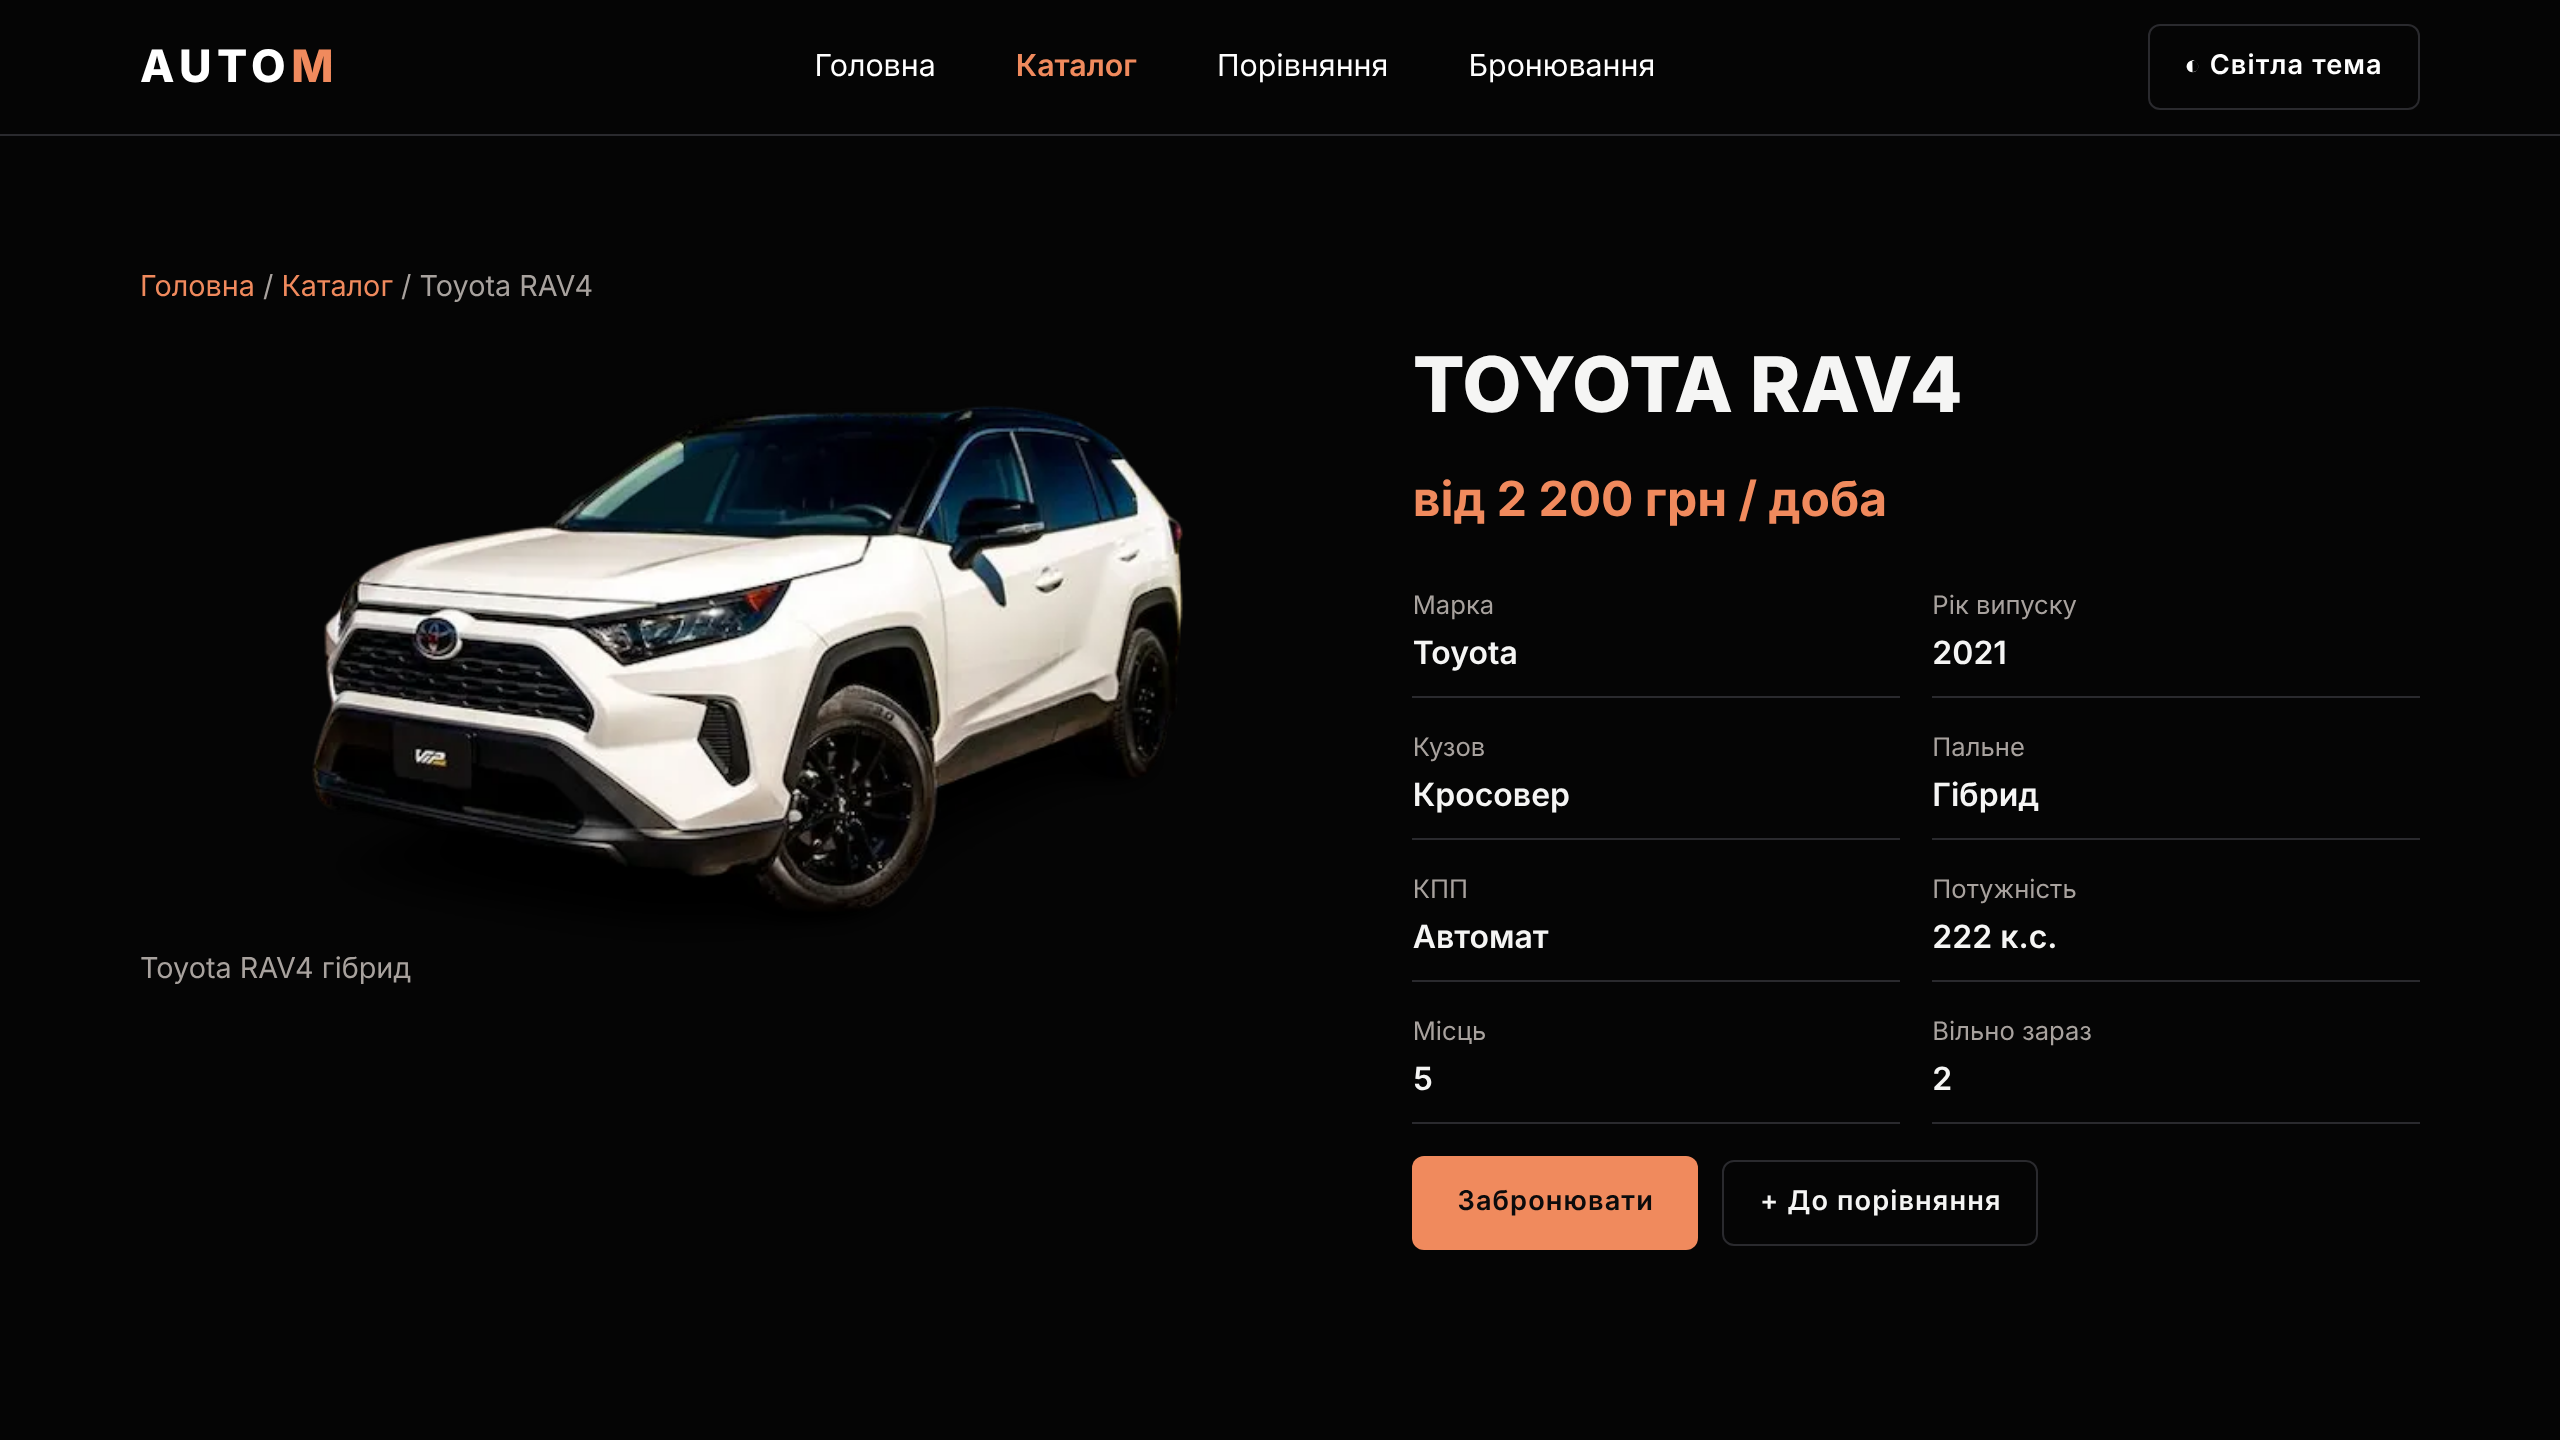 AUTOM
Головна
Каталог
Порівняння
Бронювання
Світла тема
Головна / Каталог / Toyota RAV4
VIP
Toyota RAV4 гібрид
TOYOTA RAV4
від 2 200 грн / доба
Марка
Toyota
Рік випуску
2021
Кузов
Кросовер
Пальне
Гібрид
КПП
Автомат
Потужність
222 к.с.
Місць
5
Вільно зараз
2
Забронювати
+ До порівняння